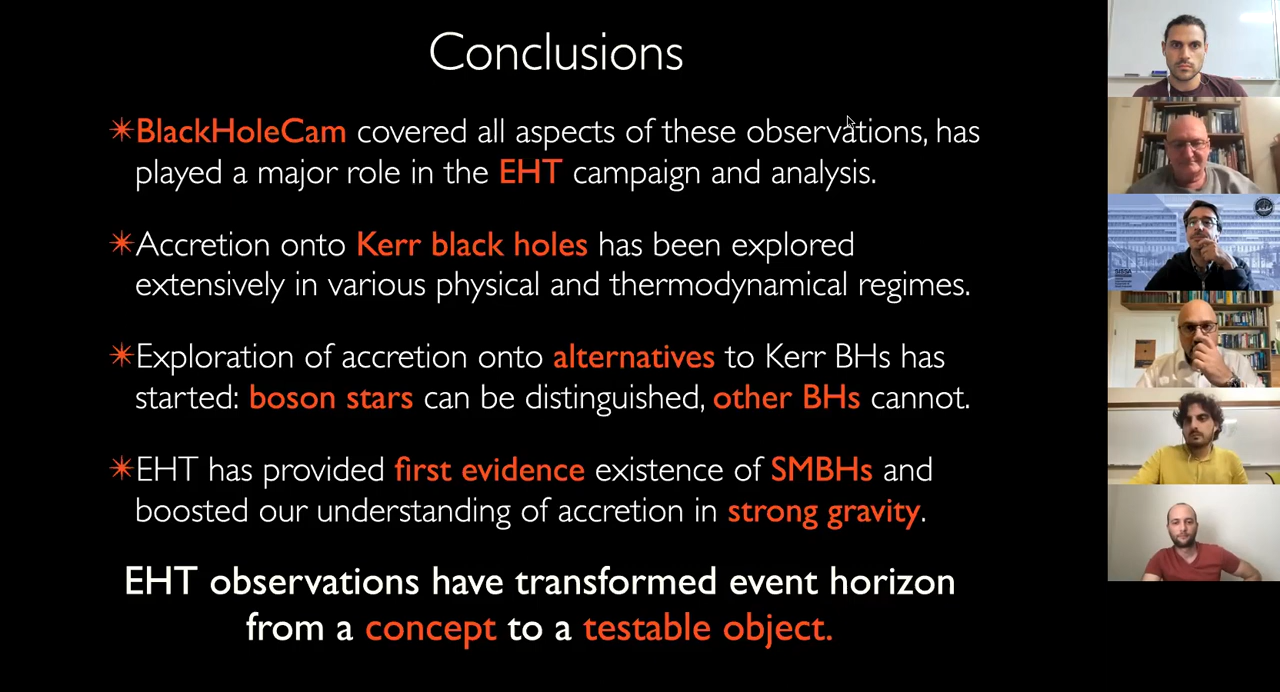 Conclusions
✴BlackHoleCam covered all aspects of these observations, has
played a major role in the EHT campaign and analysis.
✴Accretion onto Kerr black holes has been explored
extensively in various physical and thermodynamical regimes.
✴Exploration of accretion onto alternatives to Kerr BHs has
started: boson stars can be distinguished, other BHs cannot.
✴EHT has provided first evidence existence of SMBHs and
boosted our understanding of accretion in strong gravity.
EHT observations have transformed event horizon
from a concept to a testable object.
SISSA